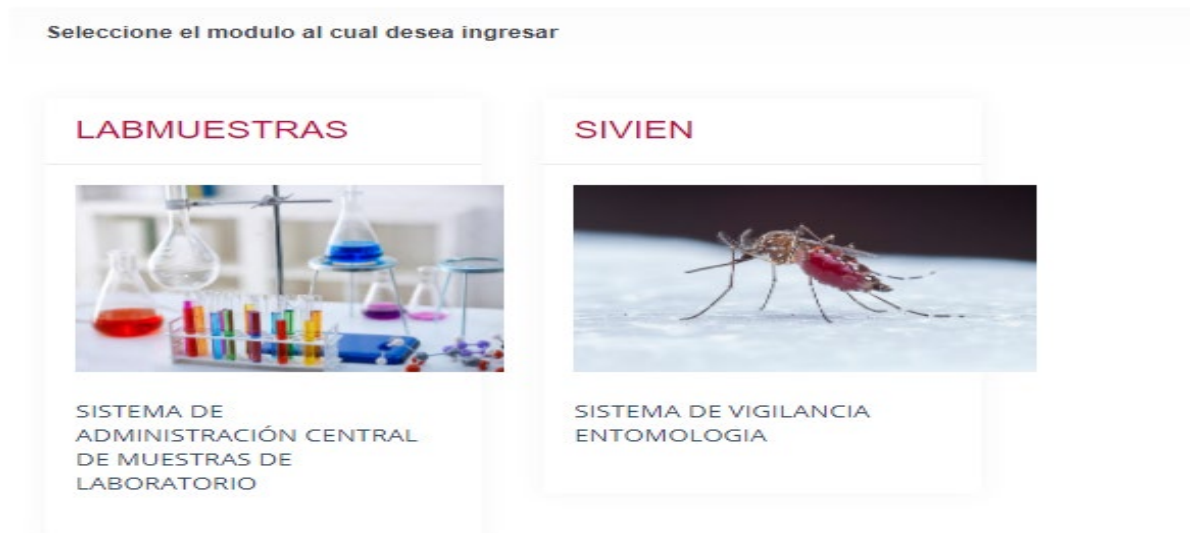 Seleccione el modulo al cual desea ingresar
LABMUESTRAS
SISTEMA DE
ADMINISTRACIÓN CENTRAL
DE MUESTRAS DE
LABORATORIO
SIVIEN
SISTEMA DE VIGILANCIA
ENTOMOLOGIA